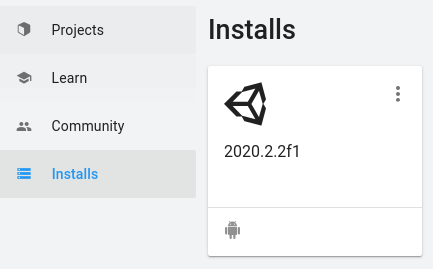 Projects
Learn
Community
Installs
Installs
2020.2.2f1